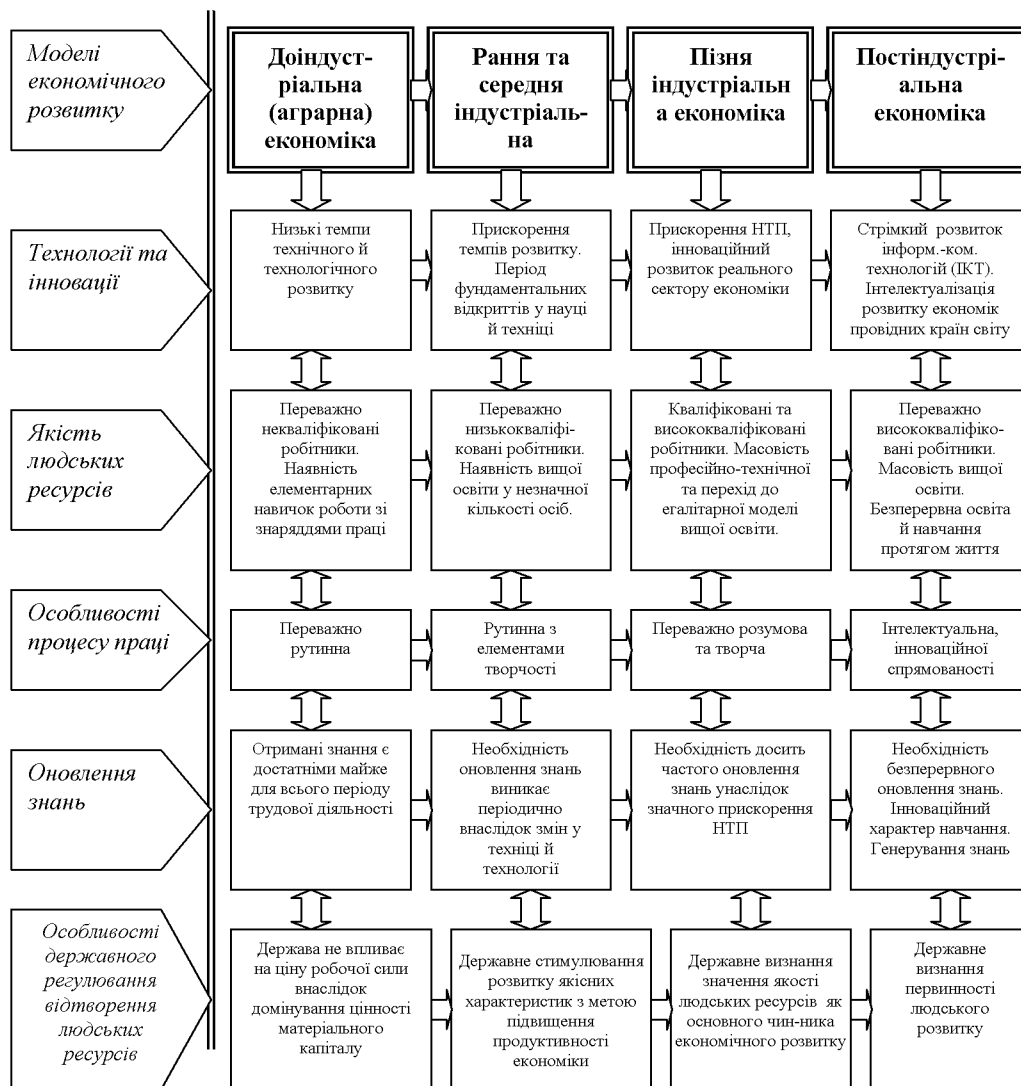 Моделі
економічного
розвитку
Доіндуст-
ріальна
(аграрна)
економіка
Рання та
середня
індустріаль-
на
Пізня
індустріальн
а економіка
Постіндустрі-
альна
економіка
Технології та
інновації
Низькі темпи
технічного й
технологічного
розвитку
Прискорення
темпів розвитку.
Період
фундаментальних
відкриттів у науці
й техніці
Прискорення НТП,
інноваційний
розвиток реального
сектору економіки
Стрімкий розвиток
інформ.-ком.
технологій (ІКТ).
Інтелектуалізація
розвитку економік
провідних країн світу
Якість
людських
ресурсів
Переважно
некваліфіковані
робітники.
Наявність
елементарних
навичок роботи зі
знаряддями праці
Переважно
низькокваліфі-
ковані робітники.
Наявність вищої
освіти у незначної
кількості осіб.
Кваліфіковані та
висококваліфіковані
робітники. Масовість
професійно-технічної
та перехід до
егалітарної моделі
вищої освіти.
Переважно
висококваліфіко-
вані робітники.
Масовість вищої
освіти.
Безперервна освіта
й навчання
протягом життя
Особливості
процесу праці
Переважно
рутинна
Рутинна з
елементами
творчості
Переважно розумова
та творча
Інтелектуальна,
інноваційної
спрямованості
Оновлення
знань
Отримані знання є
достатніми майже
для всього періоду
трудової діяльності
Необхідність
оновлення знань
виникає
періодично
внаслідок змін у
техніці й
технології
Необхідність досить
частого оновлення
знань унаслідок
значного прискорення
НТП
Необхідність
безперервного
оновлення знань.
Інноваційний
характер навчання.
Генерування знань
Особливості
державного
регулювання
відтворення
людських
ресурсів
Держава не впливає
на ціну робочої сили
внаслідок
домінування цінності
матеріального
капіталу
Державне стимулювання
розвитку якісних
характеристик з метою
підвищення
продуктивності
економіки
Державне визнання
значення якості
людських ресурсів як
основного чин-ника
економічного розвитку
Державне
визнання
первинності
людського
розвитку